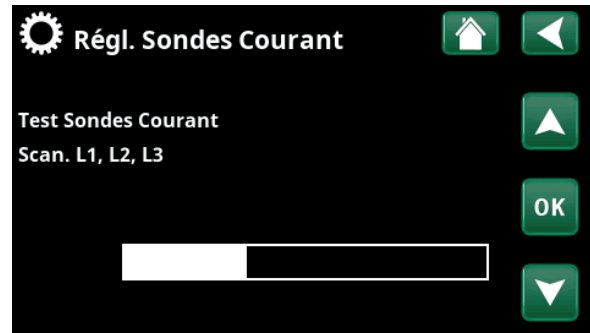 Régl. Sondes Courant
Test Sondes Courant
Scan. L1, L2, L3
OK